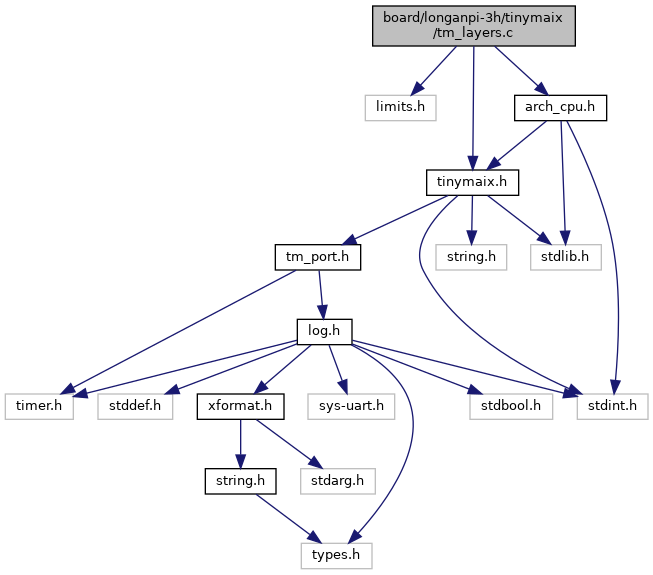 board/longanpi-3h/tinymaix
/tm_layers.c
limits.h
arch_cpu.h
tinymaix.h
tm_port.h
string.h
stdlib.h
log.h
timer.h
stddef.h
xformat.h
sys-uart.h
stdbool.h
stdint.h
string.h
stdarg.h
types.h